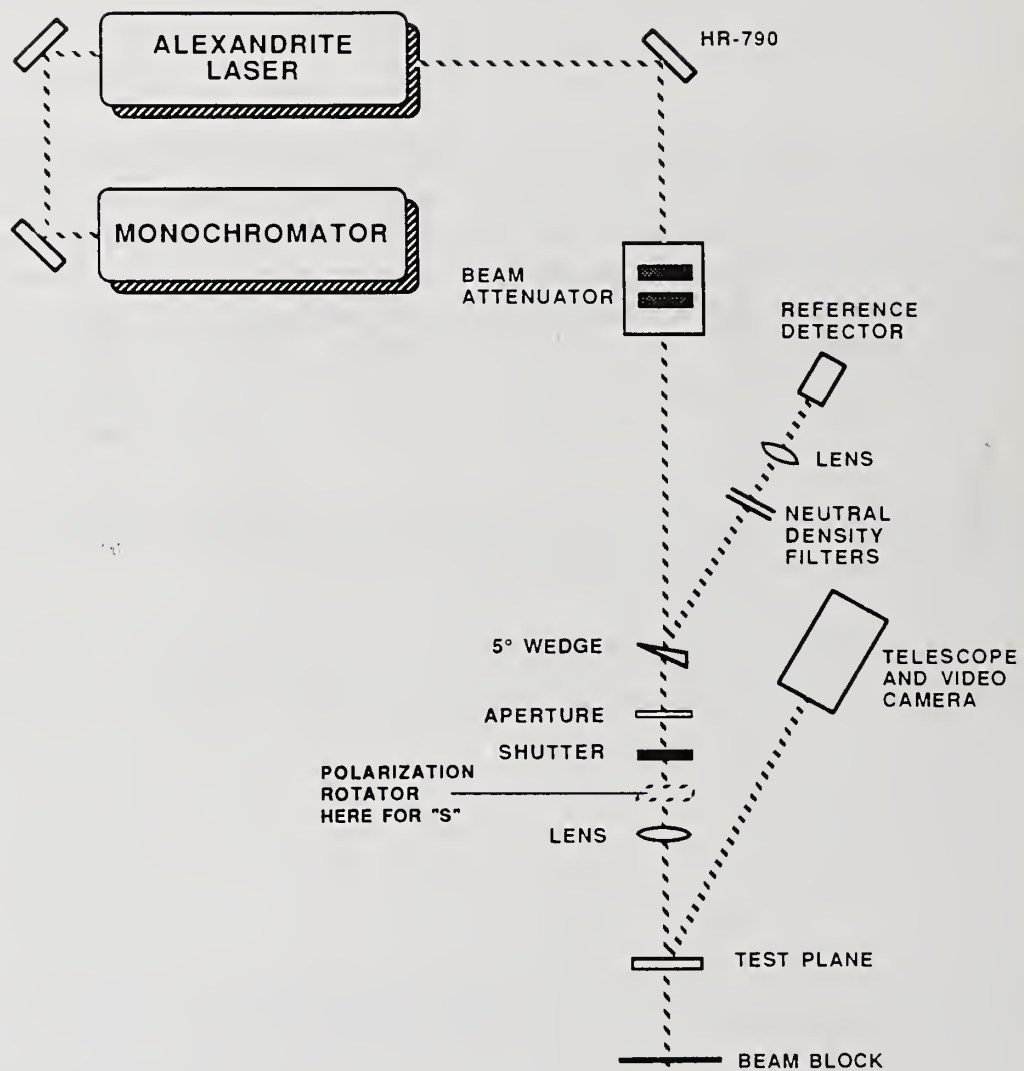 ALEXANDRITE
LASER
HR-790
MONOCHROMATOR
BEAM
ATTENUATOR
REFERENCE
DETECTOR
LENS
NEUTRAL
DENSITY
FILTERS
5° WEDGE
TELESCOPE
AND VIDEO
CAMERA
APERTURE
SHUTTER
POLARIZATION
ROTATOR
HERE FOR "S"
LENS
TEST PLANE
BEAM BLOCK